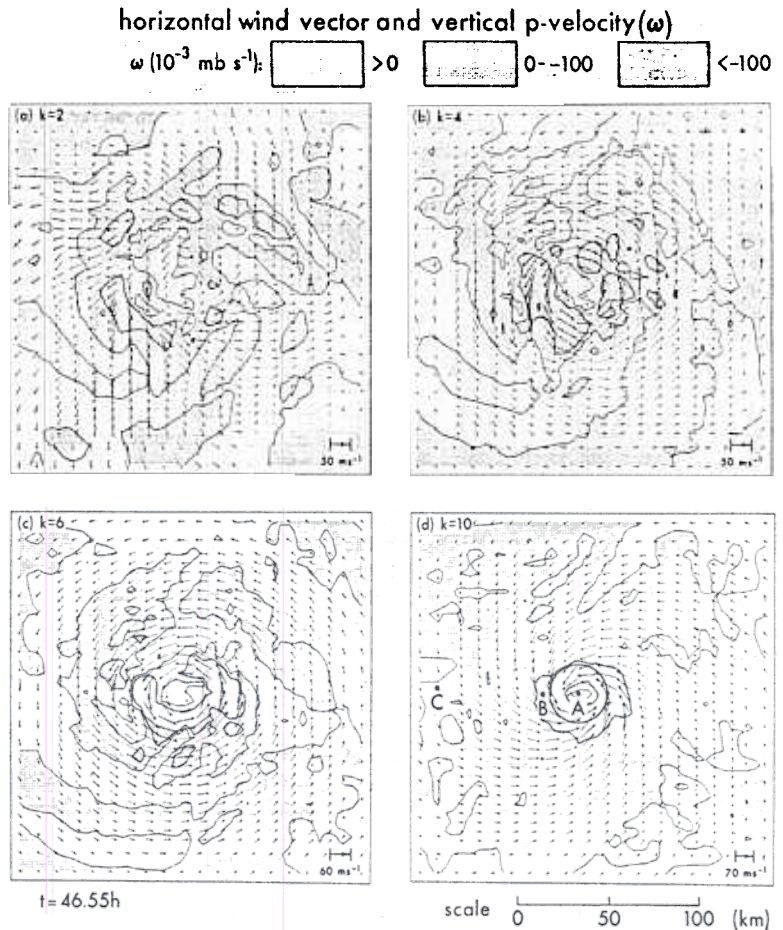 horizontal wind vector and vertical p-velocity(ω)
ω (10⁻³ mb s⁻¹): >0 0--100 <-100
(a) k=2
(b) k=4
30 ms⁻¹
50 ms⁻¹
(c) k=6
(d) k=10
C B A
60 ms⁻¹
70 ms⁻¹
t=46.55h
scale 0 50 100 (km)